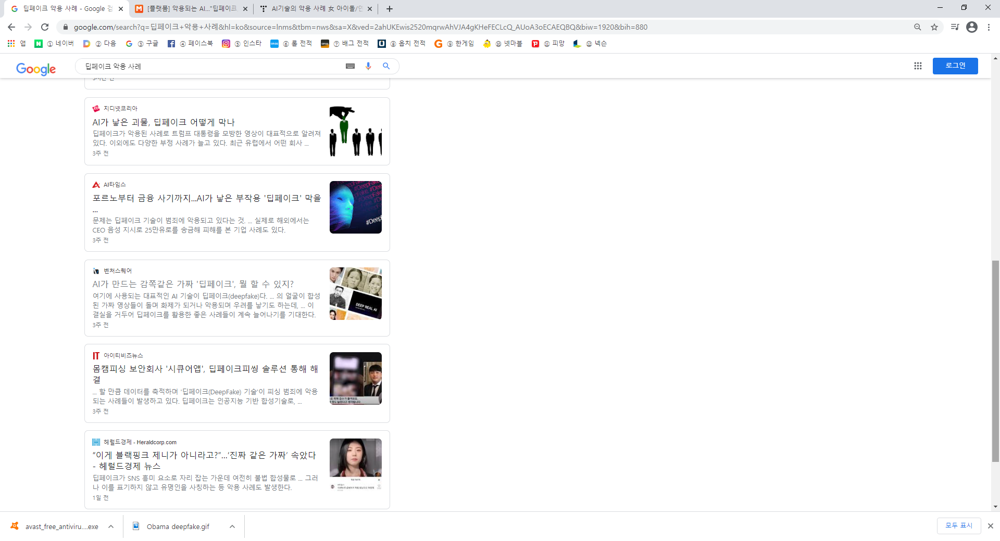 딥페이크 악용 사례 - Google 검
[플랫폼] 악용되는 AI..."딥페이크
AI기술의 악용 사례 女 아이돌/연
google.com/search?q=딥페이크+악용+사례&hl=ko&source=lnms&tbm=nws&sa=X&ved=2ahUKEwis2520mqrwAhVJA4gKHeFECLcQ_AUoA3oECAEQBQ&biw=1920&bih=880
앱 ① 네이버 ② 다음 ③ 구글 ④ 페이스북 ⑤ 인스타 ⑥ 롤 전적 ⑦ 배그 전적 ⑧ 옵치 전적 ⑨ 한게임 ⑩ 넷마블 ⑪ 피망 ⑫ 넥슨
Google
딥페이크 악용 사례
로그인
지디넷코리아
AI가 낳은 괴물, 딥페이크 어떻게 막나
딥페이크가 악용된 사례로 트럼프 대통령을 모방한 영상이 대표적으로 알려져
있다. 이외에도 다양한 부정 사례가 늘고 있다. 최근 유럽에서 어떤 회사 ...
3주 전
AI타임스
포르노부터 금융 사기까지...AI가 낳은 부작용 '딥페이크' 막을
...
문제는 딥페이크 기술이 범죄에 악용되고 있다는 것. ... 실제로 해외에서는
CEO 음성 지시로 25만유로를 송금해 피해를 본 기업 사례도 있다.
3주 전
#DeepFake
#Deep
벤처스퀘어
AI가 만드는 감쪽같은 가짜 '딥페이크', 뭘 할 수 있지?
여기에 사용되는 대표적인 AI 기술이 딥페이크(deepfake)다. ... 의 얼굴이 합성
된 가짜 영상들이 돌며 화제가 되거나 악용되며 우려를 낳기도 하는데, ... 이
결실을 거두어 딥페이크를 활용한 좋은 사례들이 계속 늘어나기를 기대한다.
3주 전
DEEP REAL AI
IT 아이티비즈뉴스
몸캠피싱 보안회사 '시큐어앱', 딥페이크피씽 솔루션 통해 해
결
... 할 만큼 데이터를 축적하며 '딥페이크(DeepFake) 기술'이 피싱 범죄에 악용
되는 사례들이 발생하고 있다. 딥페이크는 인공지능 기반 합성기술로, ...
3주 전
헤럴드경제 - Heraldcorp.com
“이게 블랙핑크 제니가 아니라고?”...‘진짜 같은 가짜’ 속았다
- 헤럴드경제 뉴스
딥페이크가 SNS 흥미 요소로 자리 잡는 가운데 여전히 불법 합성물로 ... 그러
나 이를 표기하지 않고 유명인을 사칭하는 등 악용 사례도 발생한다.
1일 전
avast_free_antiviru....exe
Obama deepfake.gif
모두 표시